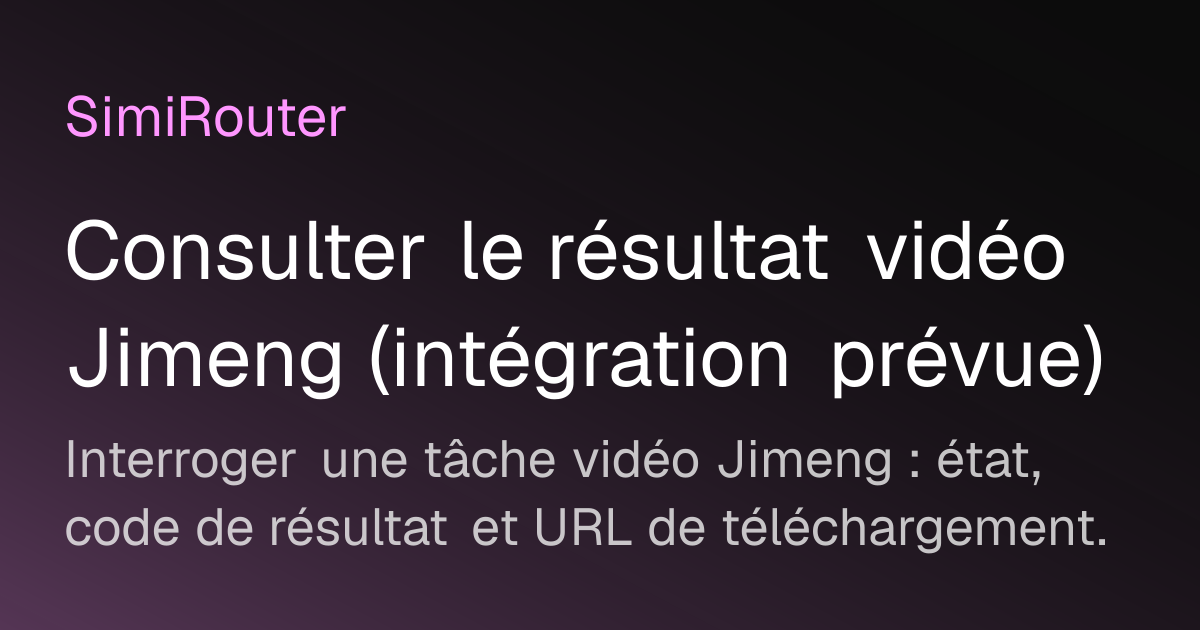 SimiRouter
Consulter le résultat vidéo
Jimeng (intégration prévue)
Interroger une tâche vidéo Jimeng : état,
code de résultat et URL de téléchargement.